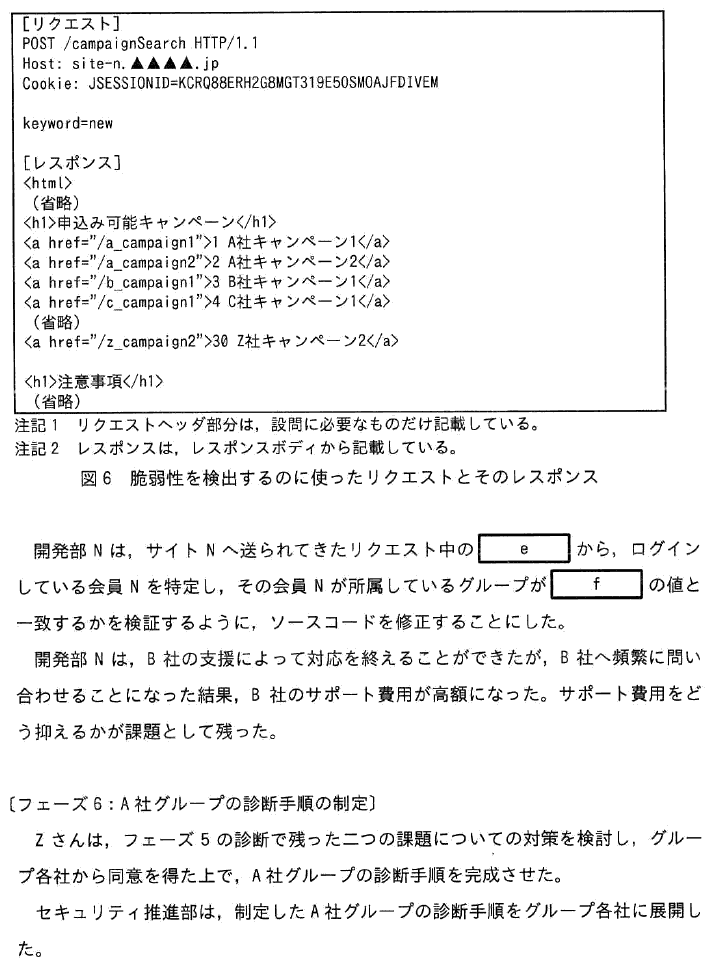 [リクエスト]
POST /campaignSearch HTTP/1.1
Host: site-n.▲▲▲▲.jp
Cookie: JSESSIONID=KCRQ88ERH2G8MGT319E50SMOAJFDIVEM
keyword=new
[レスポンス]
<html>
（省略）
<h1>申込み可能キャンペーン</h1>
<a href="/a_campaign1">1 A社キャンペーン1</a>
<a href="/a_campaign2">2 A社キャンペーン2</a>
<a href="/b_campaign1">3 B社キャンペーン1</a>
<a href="/c_campaign1">4 C社キャンペーン1</a>
（省略）
<a href="/z_campaign2">30 Z社キャンペーン2</a>
<h1>注意事項</h1>
（省略）
注記1　リクエストヘッダ部分は，設問に必要なものだけ記載している。
注記2　レスポンスは，レスポンスボディから記載している。
図6　脆弱性を検出するのに使ったリクエストとそのレスポンス
開発部Nは，サイトNへ送られてきたリクエスト中の e から，ログイン
している会員Nを特定し，その会員Nが所属しているグループが f の値と
一致するかを検証するように，ソースコードを修正することにした。
開発部Nは，B社の支援によって対応を終えることができたが，B社へ頻繁に問い
合わせることになった結果，B社のサポート費用が高額になった。サポート費用をど
う抑えるかが課題として残った。
〔フェーズ6：A社グループの診断手順の制定〕
Zさんは，フェーズ5の診断で残った二つの課題についての対策を検討し，グルー
プ各社から同意を得た上で，A社グループの診断手順を完成させた。
セキュリティ推進部は，制定したA社グループの診断手順をグループ各社に展開し
た。